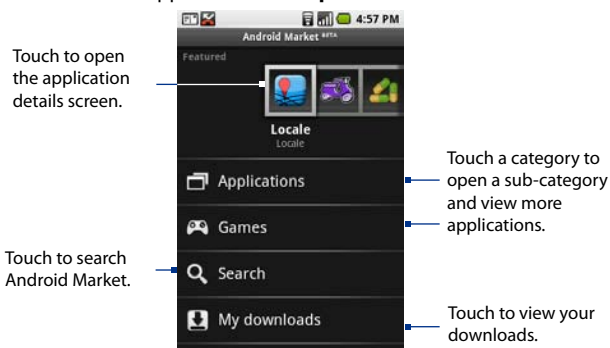 4:57 PM
Android Market BETA
Featured
Touch to open
the application
details screen.
Locale
Locale
Touch a category to
open a sub-category
and view more
applications.
Applications
Games
Touch to search
Android Market.
Search
My downloads
Touch to view your
downloads.